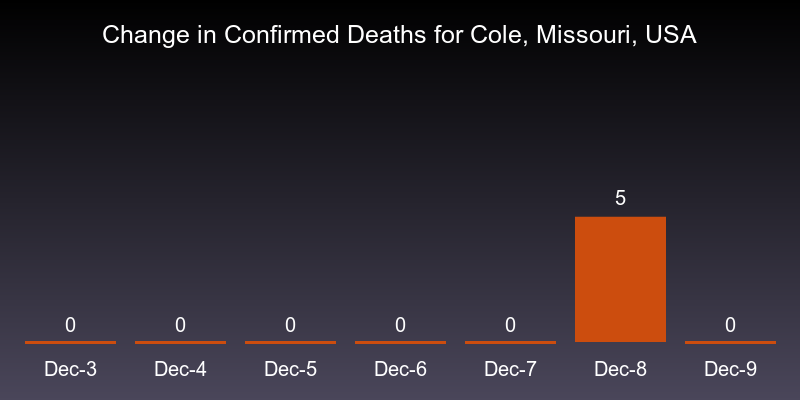 Change in Confirmed Deaths for Cole, Missouri, USA
5
0 0 0 0 0 0
Dec-3 Dec-4 Dec-5 Dec-6 Dec-7 Dec-8 Dec-9